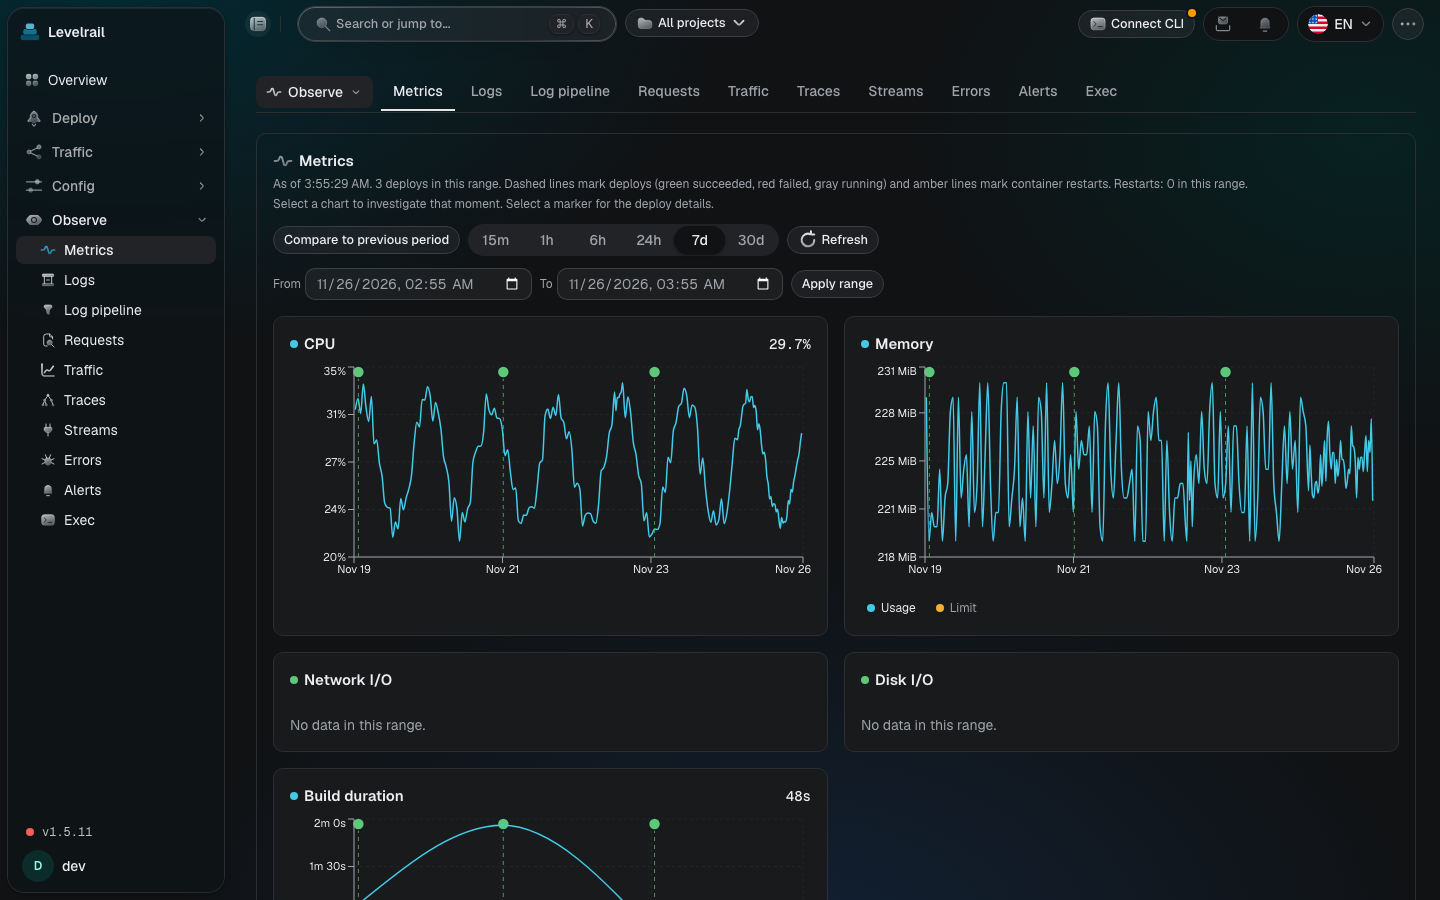 Levelrail
Search or jump to...
⌘ K
All projects
Connect CLI
EN
Overview
Deploy
Traffic
Config
Observe
Metrics
Logs
Log pipeline
Requests
Traffic
Traces
Streams
Errors
Alerts
Exec
v1.5.11
D dev
Observe Metrics Logs Log pipeline Requests Traffic Traces Streams Errors Alerts Exec
Metrics
As of 3:55:29 AM. 3 deploys in this range. Dashed lines mark deploys (green succeeded, red failed, gray running) and amber lines mark container restarts. Restarts: 0 in this range.
Select a chart to investigate that moment. Select a marker for the deploy details.
Compare to previous period 15m 1h 6h 24h 7d 30d Refresh
From 11/26/2026, 02:55 AM To 11/26/2026, 03:55 AM Apply range
CPU 29.7%
35%
31%
27%
24%
20%
Nov 19 Nov 21 Nov 23 Nov 26
Memory
231 MiB
228 MiB
225 MiB
221 MiB
218 MiB
Nov 19 Nov 21 Nov 23 Nov 26
Usage Limit
Network I/O
No data in this range.
Disk I/O
No data in this range.
Build duration 48s
2m 0s
1m 30s